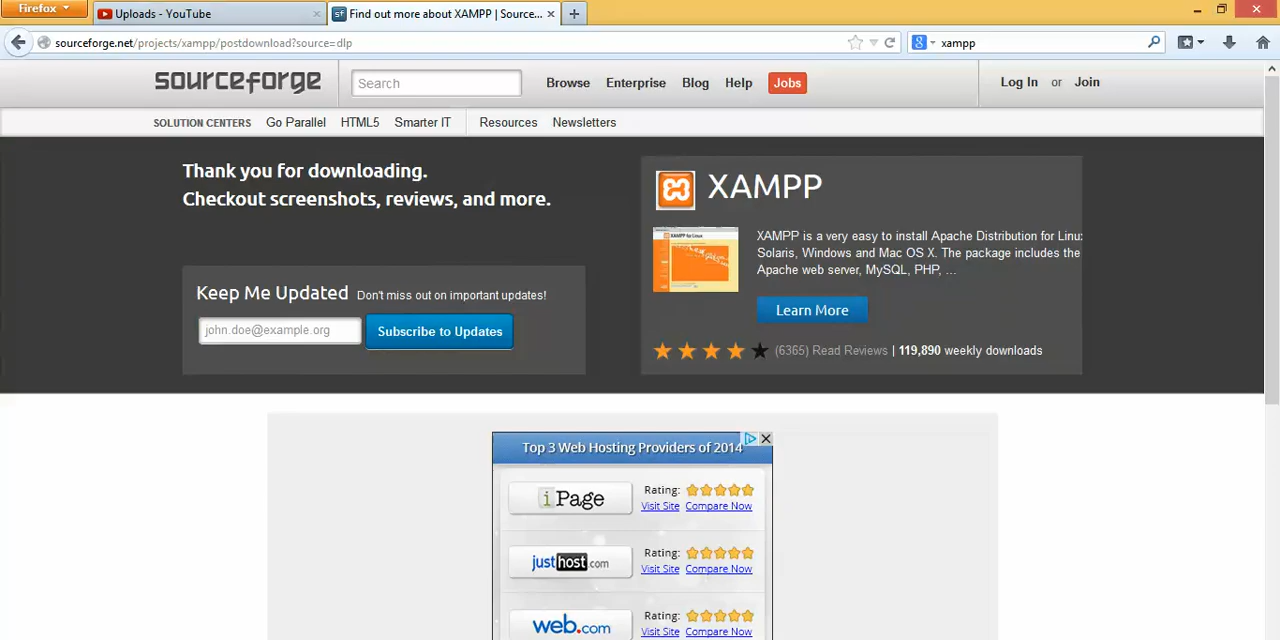 Firefox
Uploads - YouTube
Find out more about XAMPP | Source...
sourceforge.net/projects/xampp/postdownload?source=dlp
xampp
sourceforge
Search
Browse Enterprise Blog Help Jobs
Log In or Join
SOLUTION CENTERS Go Parallel HTML5 Smarter IT Resources Newsletters
Thank you for downloading.
Checkout screenshots, reviews, and more.
Keep Me Updated Don't miss out on important updates!
john.doe@example.org
Subscribe to Updates
XAMPP
XAMPP for Linux
XAMPP is a very easy to install Apache Distribution for Linux
Solaris, Windows and Mac OS X. The package includes the
Apache web server, MySQL, PHP, ...
Learn More
(6365) Read Reviews | 119,890 weekly downloads
Top 3 Web Hosting Providers of 2014
iPage
Rating:
Visit Site Compare Now
justhost.com
Rating:
Visit Site Compare Now
web.com
Rating:
Visit Site Compare Now